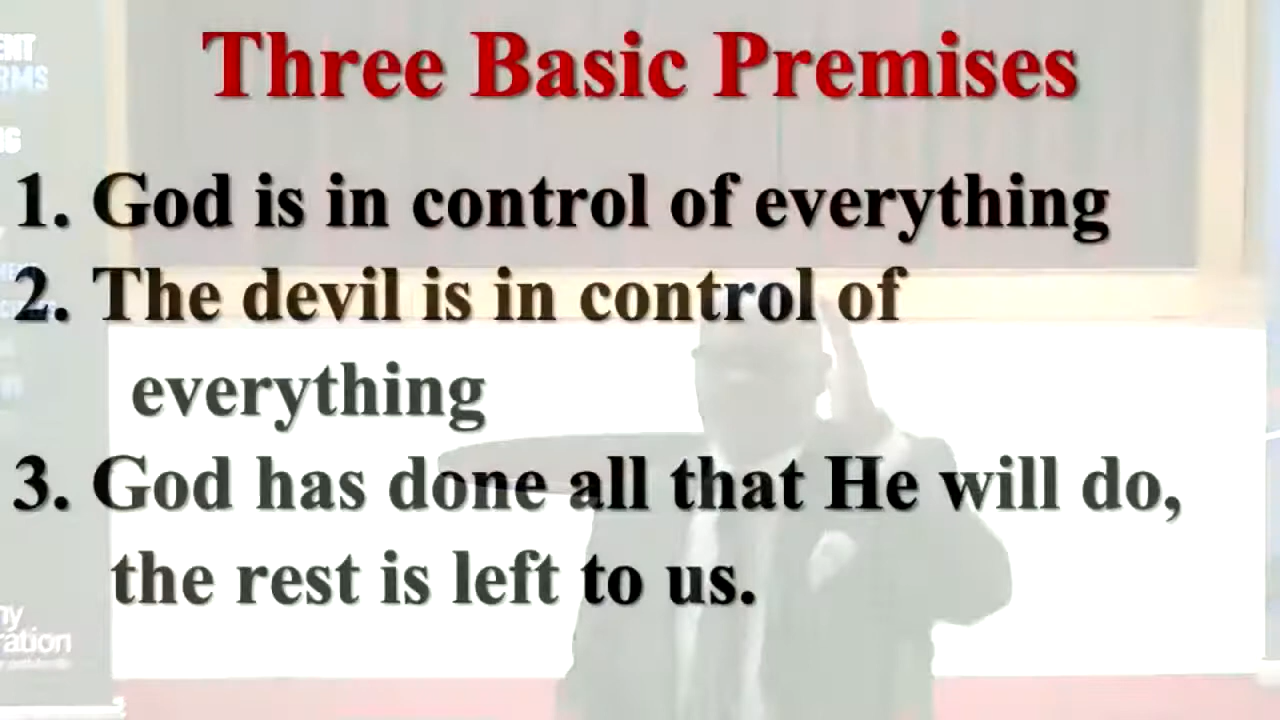 Three Basic Premises
1. God is in control of everything
2. The devil is in control of
everything
3. God has done all that He will do,
the rest is left to us.